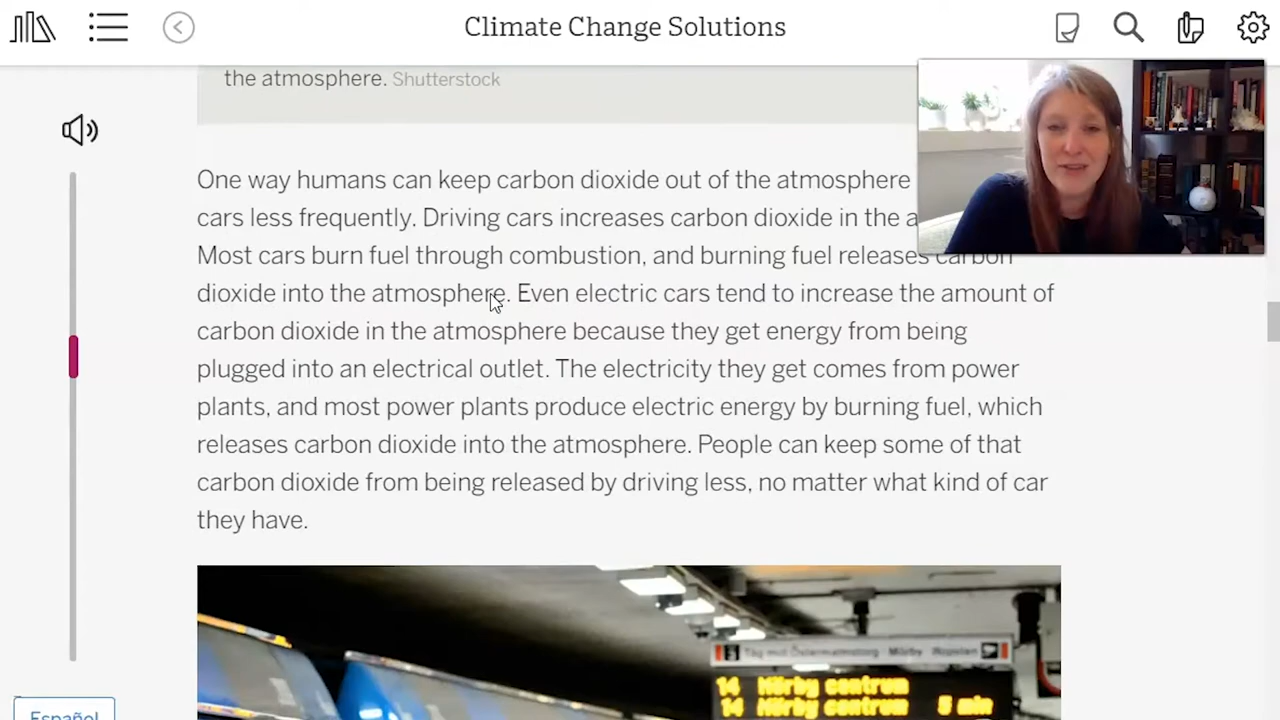 Climate Change Solutions
the atmosphere. Shutterstock
One way humans can keep carbon dioxide out of the atmosphere
cars less frequently. Driving cars increases carbon dioxide in the a
Most cars burn fuel through combustion, and burning fuel releases carbon
dioxide into the atmosphere. Even electric cars tend to increase the amount of
carbon dioxide in the atmosphere because they get energy from being
plugged into an electrical outlet. The electricity they get comes from power
plants, and most power plants produce electric energy by burning fuel, which
releases carbon dioxide into the atmosphere. People can keep some of that
carbon dioxide from being released by driving less, no matter what kind of car
they have.
14 Mörby centrum
14 Mörby centrum 5 min
Español